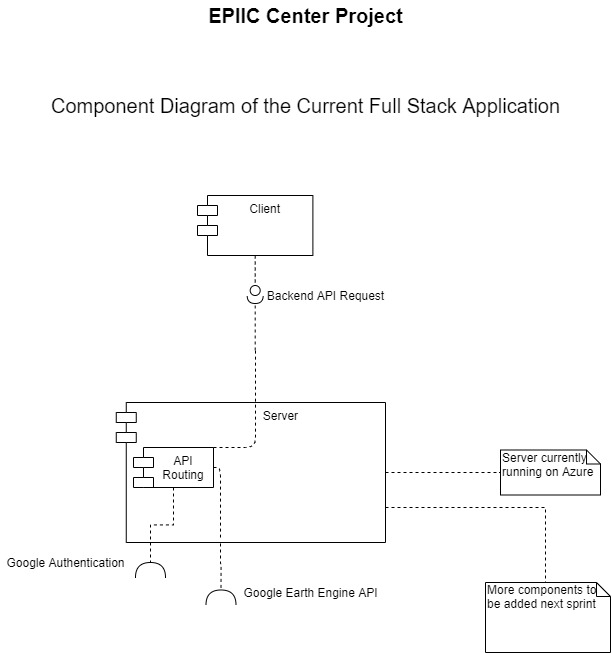 EPIIC Center Project
Component Diagram of the Current Full Stack Application
Client
Backend API Request
Server
API
Routing
Server currently
running on Azure
Google Authentication
Google Earth Engine API
More components to
be added next sprint